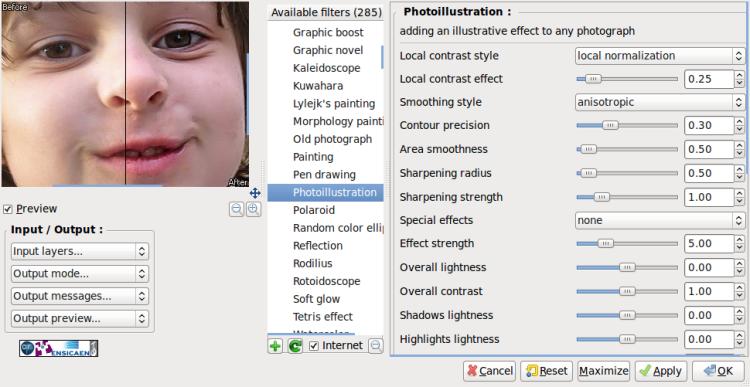 Before
After
Preview
Input / Output :
Input layers...
Output mode...
Output messages...
Output preview...
ENSICAEN
Available filters (285)
Graphic boost
Graphic novel
Kaleidoscope
Kuwahara
Lylejk's painting
Morphology painti
Old photograph
Painting
Pen drawing
Photoillustration
Polaroid
Random color elli
Reflection
Rodilius
Rotoidoscope
Soft glow
Tetris effect
Internet
Photoillustration :
adding an illustrative effect to any photograph
Local contrast style local normalization
Local contrast effect 0.25
Smoothing style anisotropic
Contour precision 0.30
Area smoothness 0.50
Sharpening radius 0.50
Sharpening strength 1.00
Special effects none
Effect strength 5.00
Overall lightness 0.00
Overall contrast 1.00
Shadows lightness 0.00
Highlights lightness 0.00
Cancel Reset Maximize Apply OK